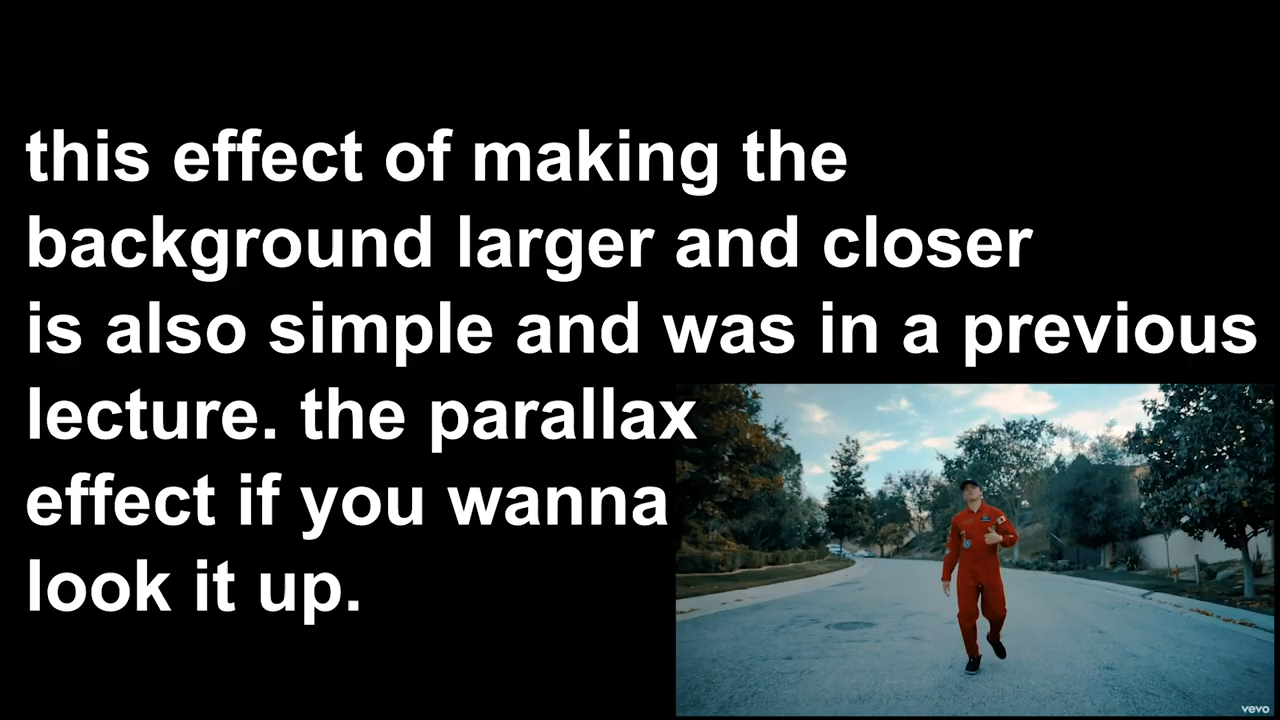 this effect of making the
background larger and closer
is also simple and was in a previous
lecture. the parallax
effect if you wanna
look it up.
vevo